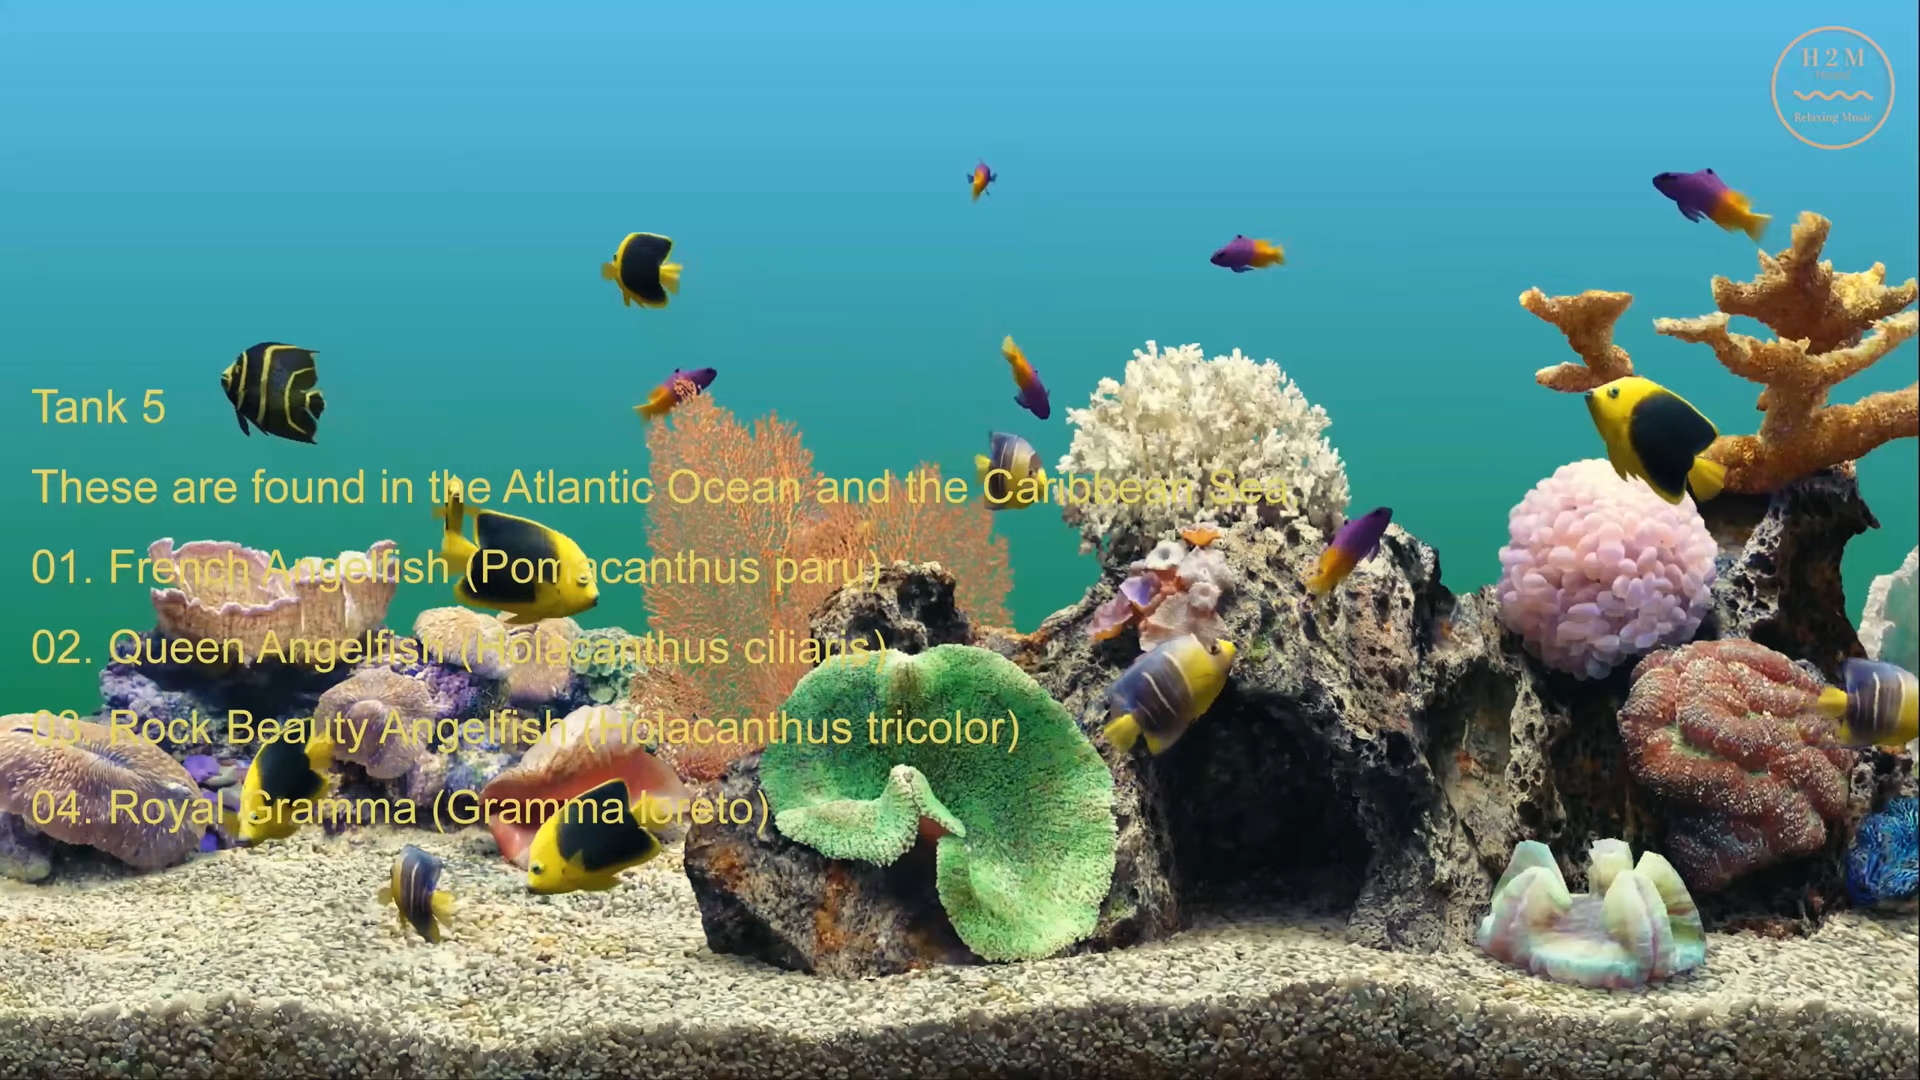 H2M
Relaxing Music
Tank 5
These are found in the Atlantic Ocean and the Caribbean Sea
01. French Angelfish (Pomacanthus paru)
02. Queen Angelfish (Holacanthus ciliaris)
03. Rock Beauty Angelfish (Holacanthus tricolor)
04. Royal Gramma (Gramma loreto)